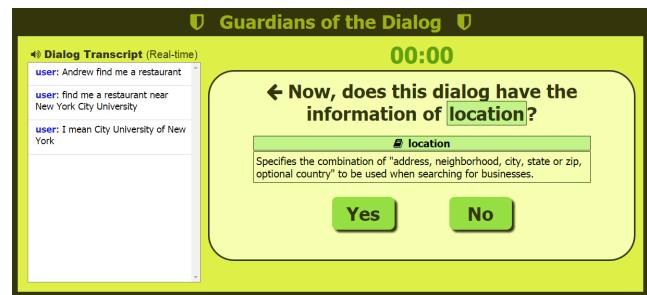 Guardians of the Dialog
Dialog Transcript (Real-time)
user: Andrew find me a restaurant
user: find me a restaurant near
New York City University
user: I mean City University of New
York
00:00
Now, does this dialog have the
information of location?
location
Specifies the combination of "address, neighborhood, city, state or zip,
optional country" to be used when searching for businesses.
Yes
No